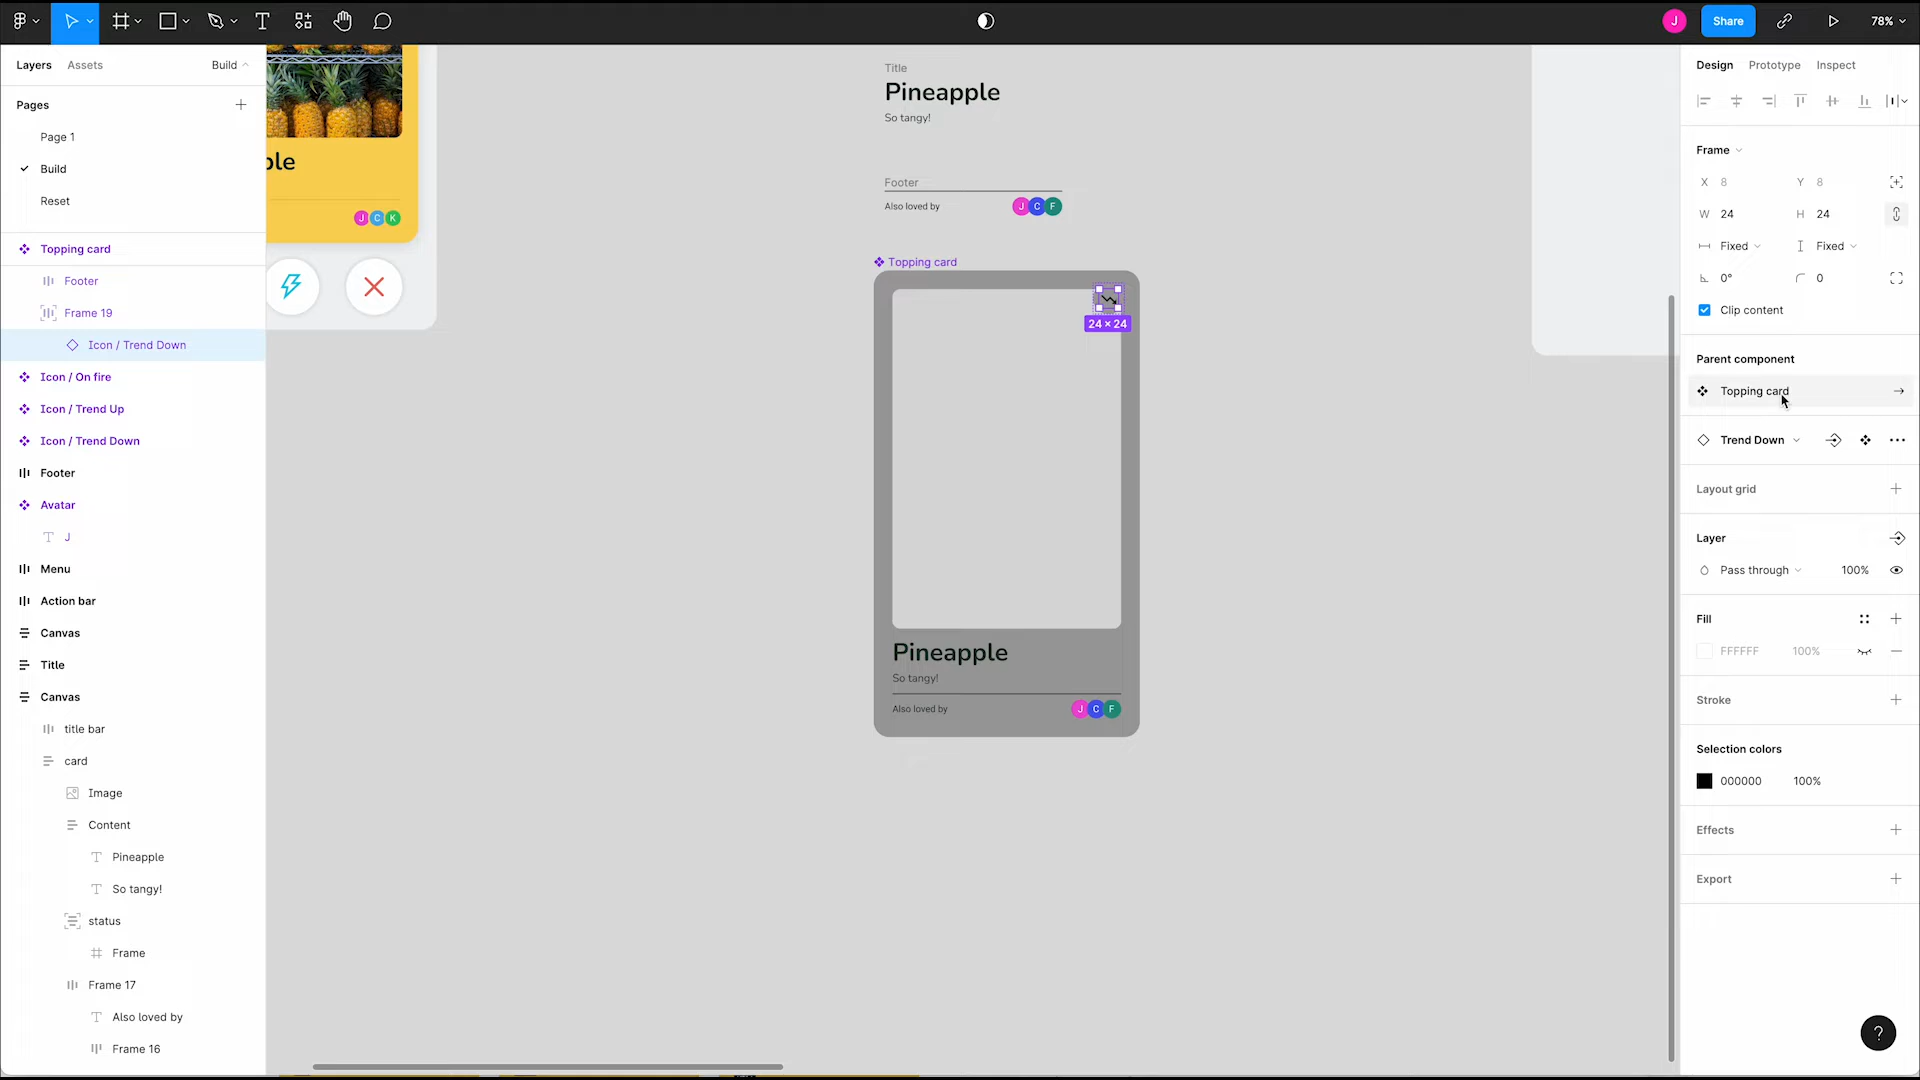 J
Share
78%
Layers
Assets
Build
Pages
Page 1
Build
Reset
Topping card
Footer
Frame 19
Icon / Trend Down
Icon / On fire
Icon / Trend Up
Icon / Trend Down
Footer
Avatar
J
Menu
Action bar
Canvas
Title
Canvas
title bar
card
Image
Content
Pineapple
So tangy!
status
Frame
Frame 17
Also loved by
Frame 16
ple
J C K
Title
Pineapple
So tangy!
Footer
Also loved by
J C F
Topping card
24 × 24
Pineapple
So tangy!
Also loved by
J C F
Design
Prototype
Inspect
Frame
X 8
Y 8
W 24
H 24
Fixed
Fixed
0°
0
Clip content
Parent component
Topping card
Trend Down
Layout grid
Layer
Pass through
100%
Fill
FFFFFF
100%
Stroke
Selection colors
000000
100%
Effects
Export
?